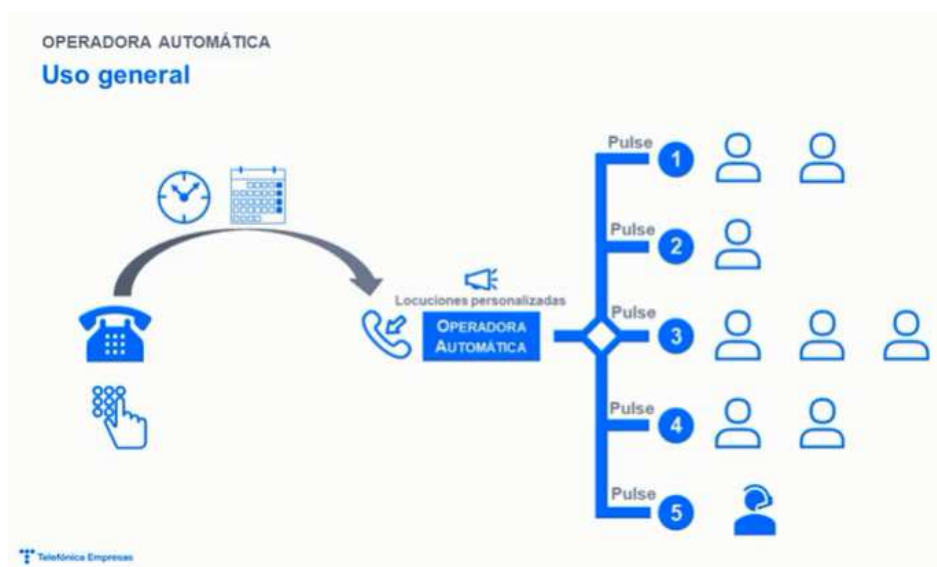 OPERADORA AUTOMÁTICA
Uso general
Pulse
1
Pulse
2
Locuciones personalizadas
OPERADORA
AUTOMÁTICA
Pulse
3
Pulse
4
Pulse
5
Telefónica Empresas